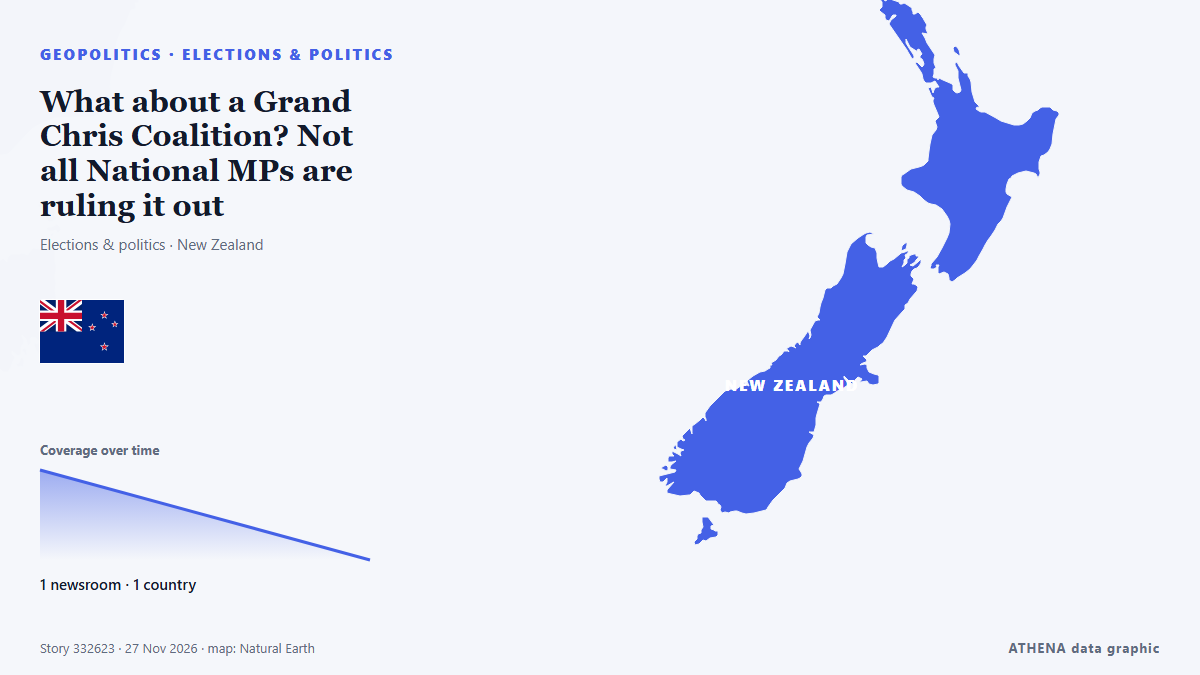 GEOPOLITICS · ELECTIONS & POLITICS
What about a Grand
Chris Coalition? Not
all National MPs are
ruling it out
Elections & politics · New Zealand
NEW ZEALAND
Coverage over time
1 newsroom · 1 country
Story 332623 · 27 Nov 2026 · map: Natural Earth
ATHENA data graphic